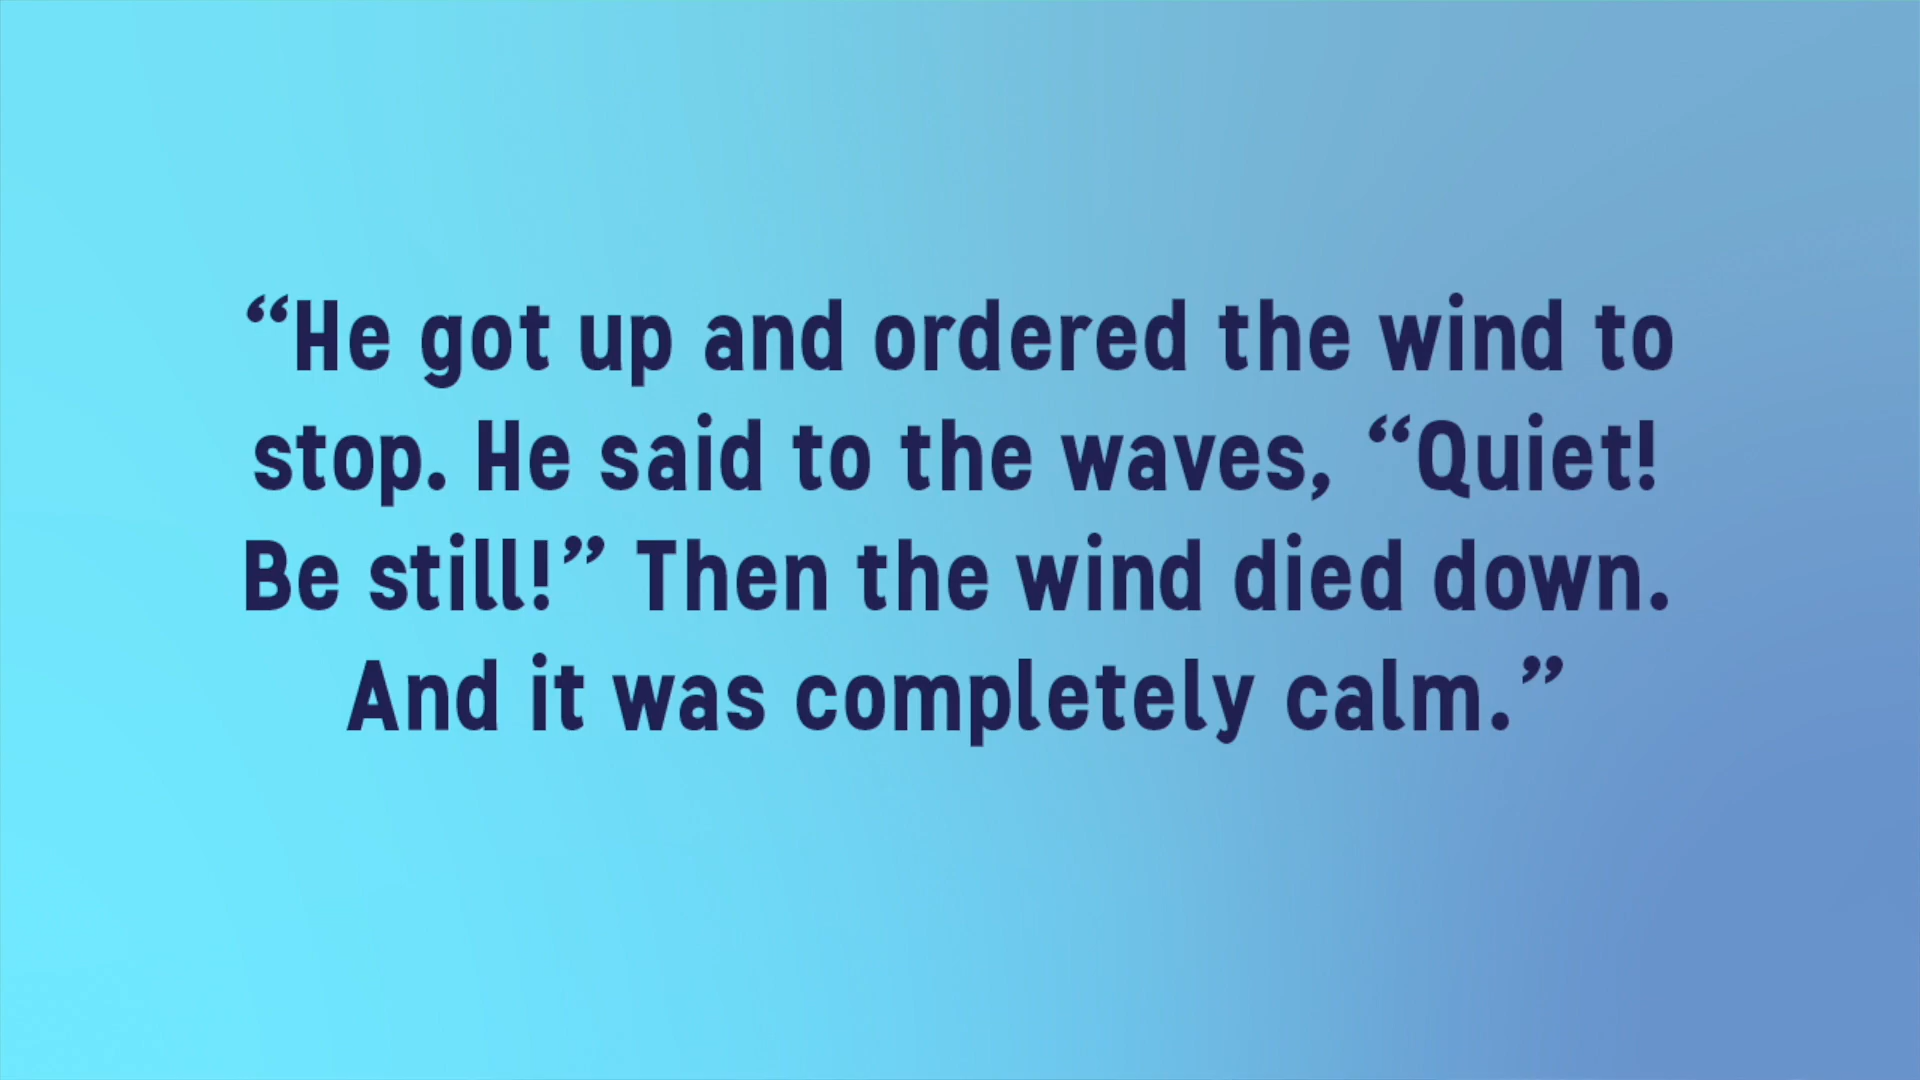 “He got up and ordered the wind to
stop. He said to the waves, “Quiet!
Be still!” Then the wind died down.
And it was completely calm.”